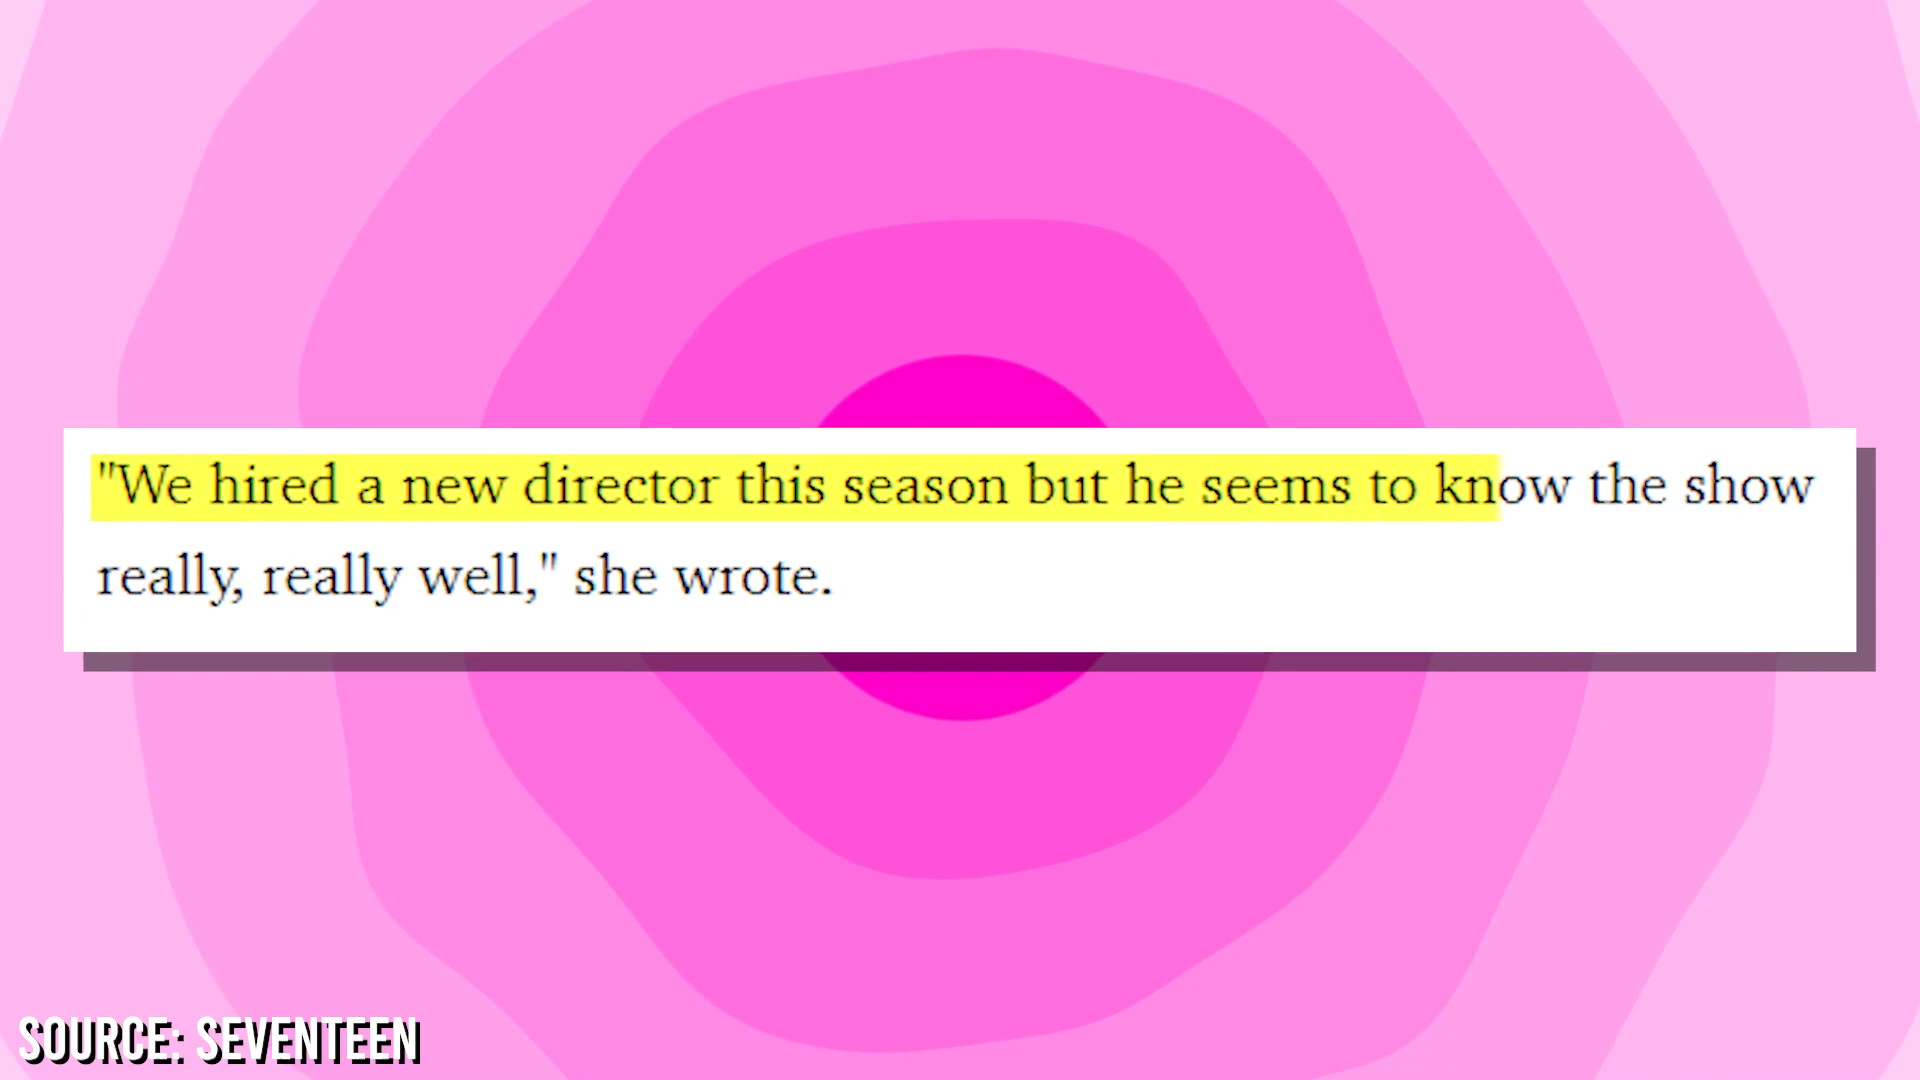 "We hired a new director this season but he seems to know the show
really, really well," she wrote.
SOURCE: SEVENTEEN